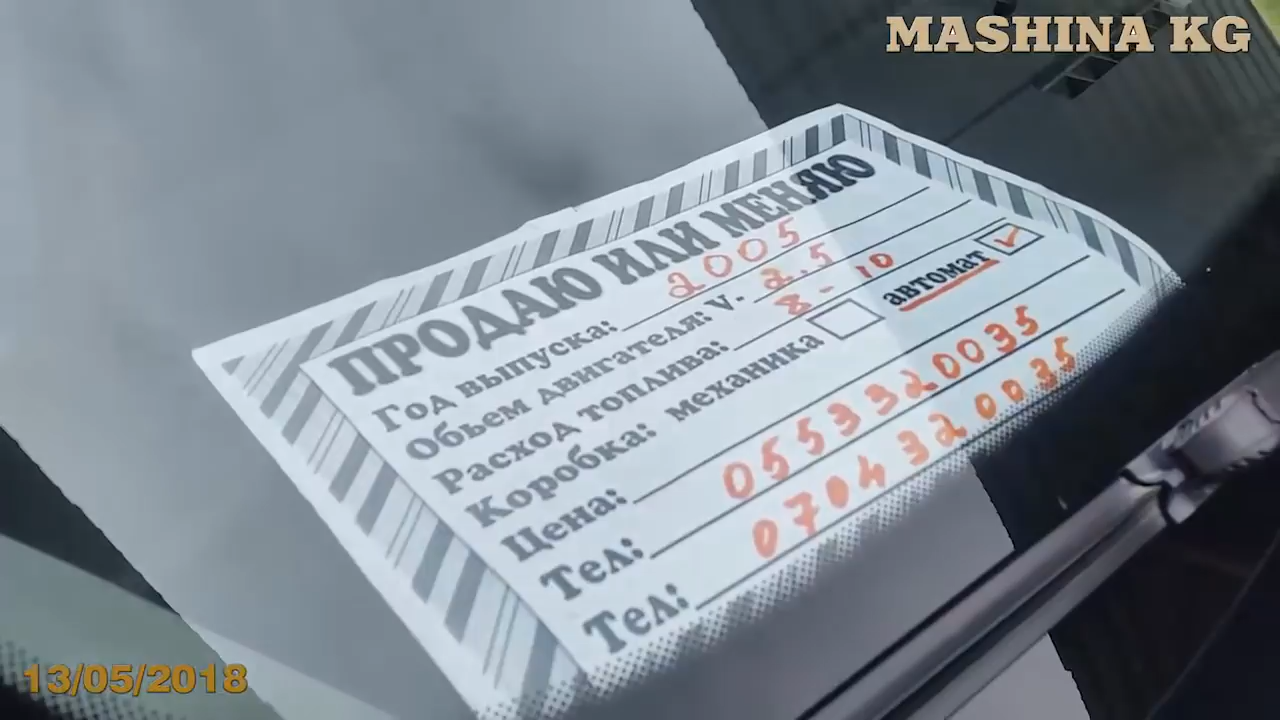 MASHINA KG
ПРОДАЮ ИЛИ МЕНЯЮ
Год выпуска: 2005
Обьем двигателя: V- 2.5
Расход топлива: 8 - 10
Коробка: механика автомат ✓
Цена:
Тел: 0553320035
Тел: 0704320035
13/05/2018